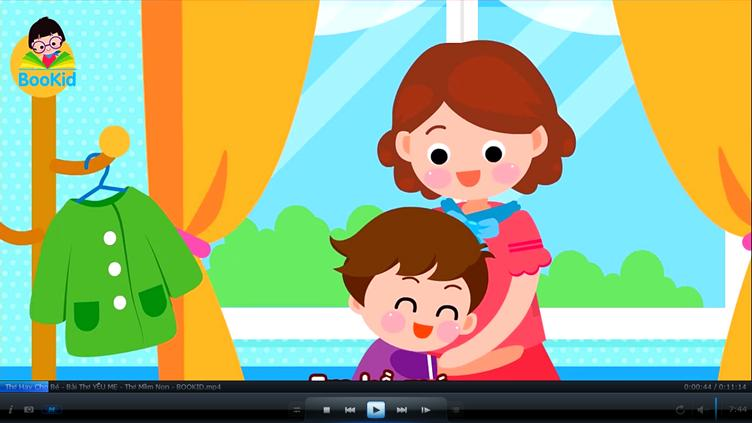 BooKid
Thơ Hay Cho Bé - Bài Thơ YÊU MẸ - Thơ Mầm Non - BOOKID.mp4
0:00:44 / 0:11:14
7:44